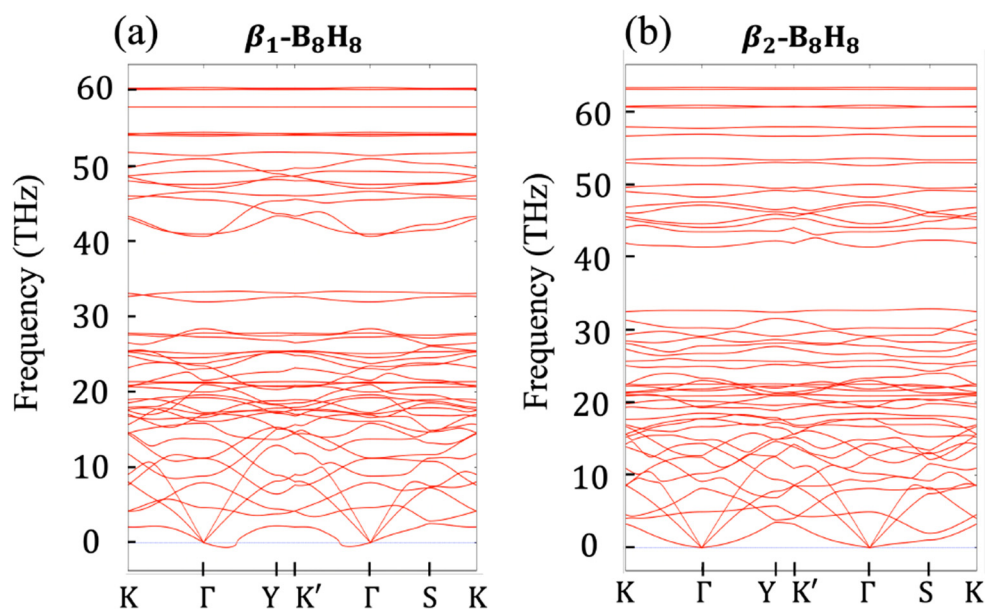 (a) β₁-B₈H₈
Frequency (THz)
60
50
40
30
20
10
0
K Γ Y K′ Γ S K
(b) β₂-B₈H₈
Frequency (THz)
60
50
40
30
20
10
0
K Γ Y K′ Γ S K